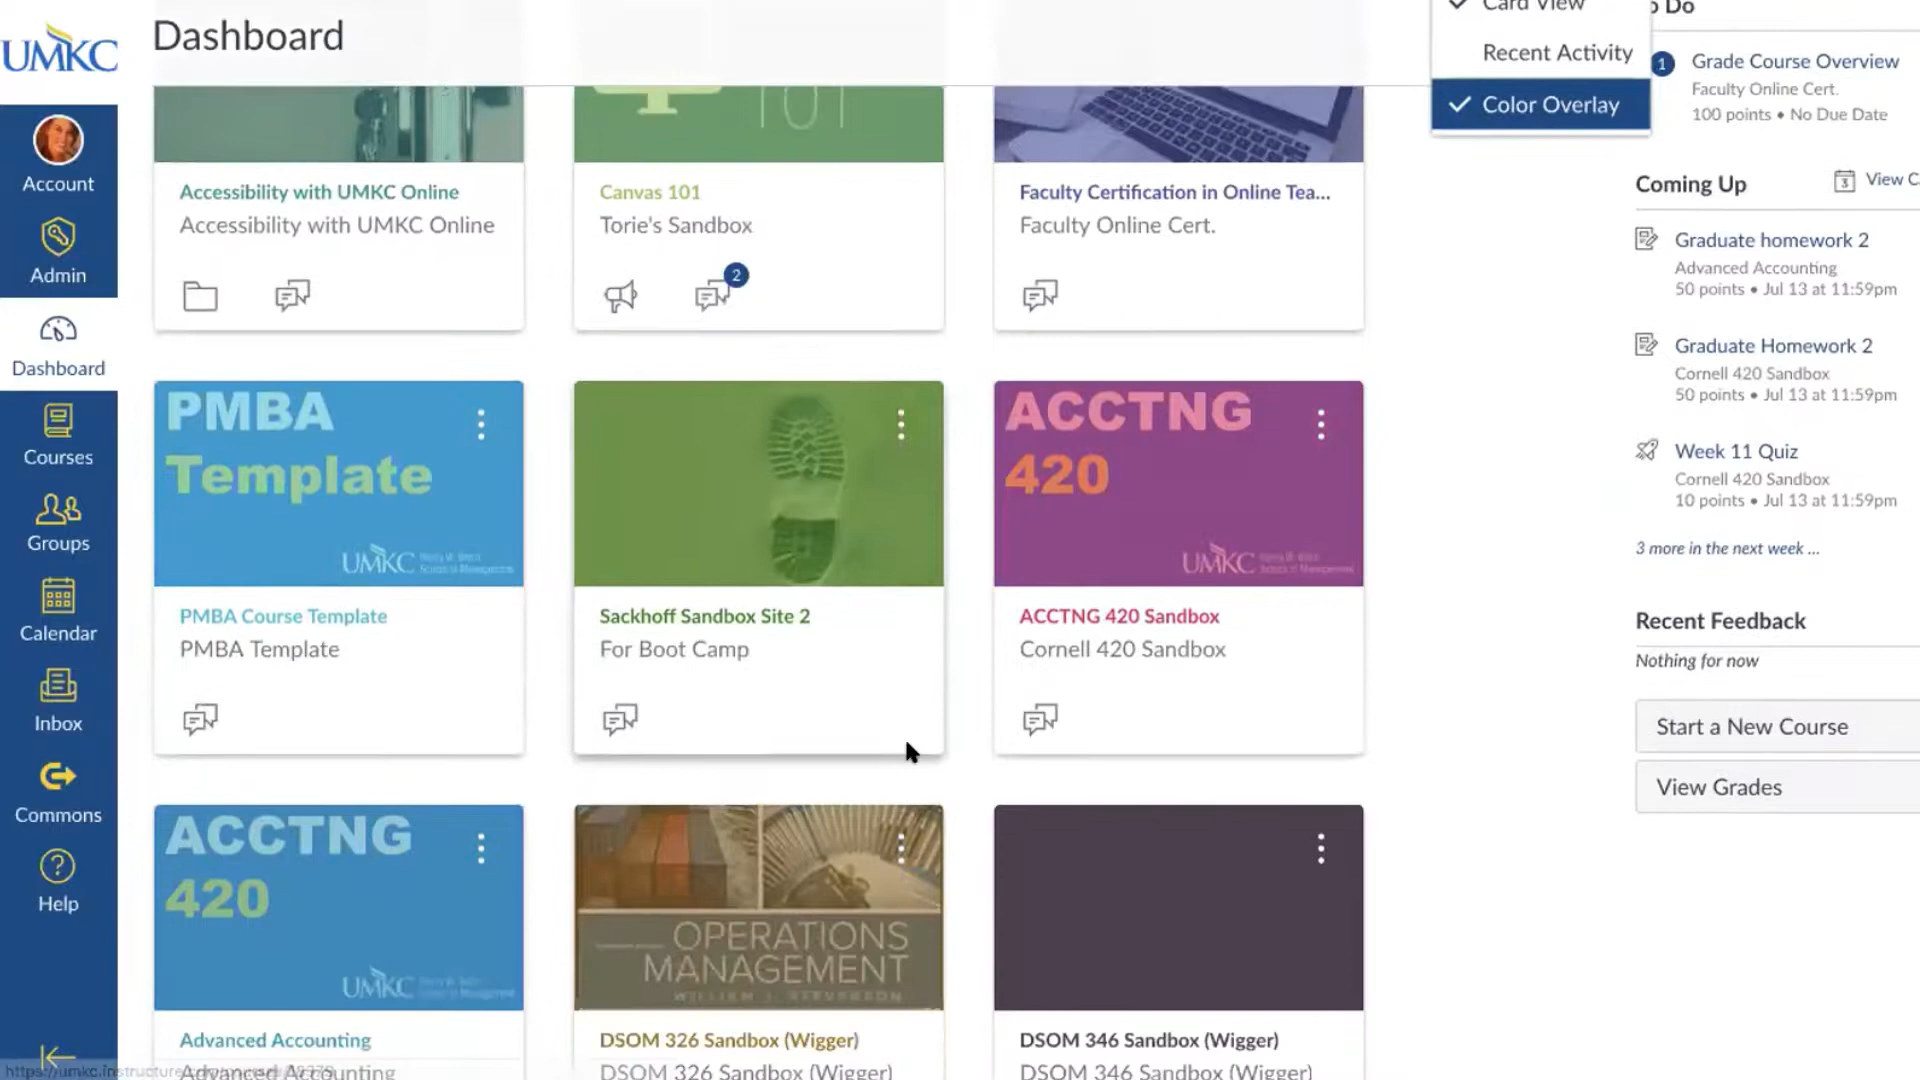 UMKC
Account
Admin
Dashboard
Courses
Groups
Calendar
Inbox
Commons
Help
Dashboard
Card View
Recent Activity
Color Overlay
101
Accessibility with UMKC Online
Accessibility with UMKC Online
Canvas 101
Torie's Sandbox
2
Faculty Certification in Online Tea...
Faculty Online Cert.
PMBA
Template
UMKC
PMBA Course Template
PMBA Template
Sackhoff Sandbox Site 2
For Boot Camp
ACCTNG
420
UMKC
ACCTNG 420 Sandbox
Cornell 420 Sandbox
ACCTNG
420
UMKC
Advanced Accounting
Advanced Accounting
OPERATIONS
MANAGEMENT
WILLIAM J. STEVENSON
DSOM 326 Sandbox (Wigger)
DSOM 326 Sandbox (Wigger)
DSOM 346 Sandbox (Wigger)
DSOM 346 Sandbox (Wigger)
o Do
1
Grade Course Overview
Faculty Online Cert.
100 points • No Due Date
Coming Up
3
View C
Graduate homework 2
Advanced Accounting
50 points • Jul 13 at 11:59pm
Graduate Homework 2
Cornell 420 Sandbox
50 points • Jul 13 at 11:59pm
Week 11 Quiz
Cornell 420 Sandbox
10 points • Jul 13 at 11:59pm
3 more in the next week ...
Recent Feedback
Nothing for now
Start a New Course
View Grades